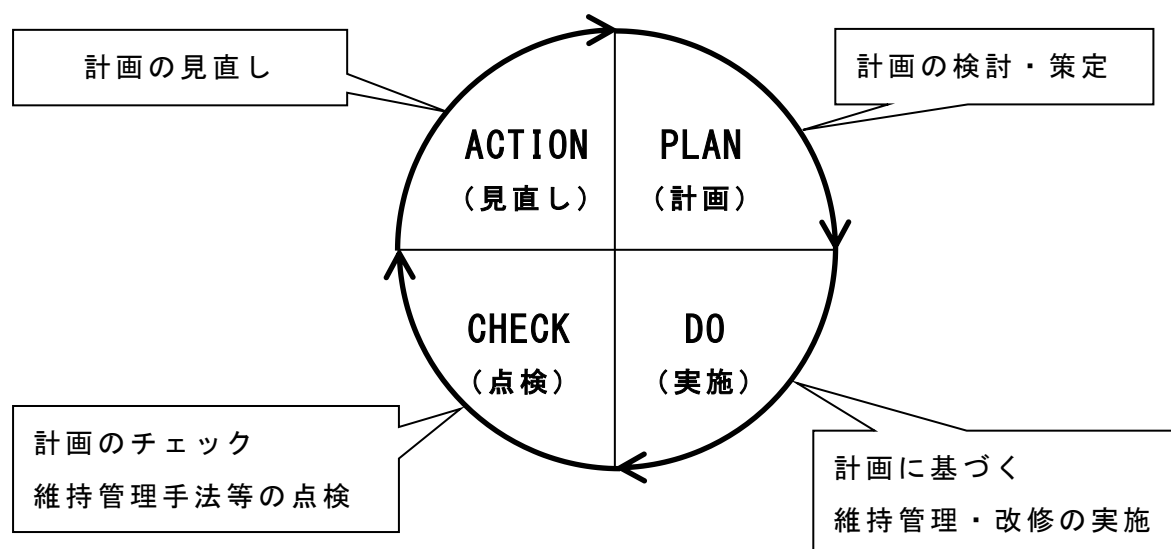 計画の見直し
計画の検討・策定
ACTION
(見直し)
PLAN
(計画)
CHECK
(点検)
DO
(実施)
計画のチェック
維持管理手法等の点検
計画に基づく
維持管理・改修の実施